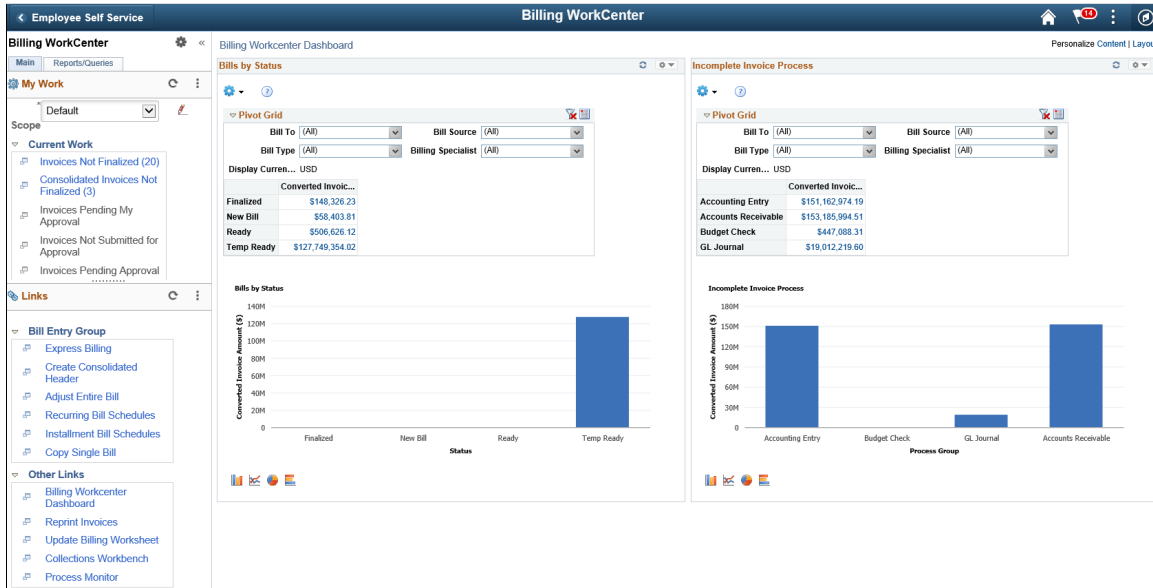 Employee Self Service
Billing WorkCenter
14
Billing WorkCenter
«
Main
Reports/Queries
My Work
* Default
Scope
Current Work
Invoices Not Finalized (20)
Consolidated Invoices Not
Finalized (3)
Invoices Pending My
Approval
Invoices Not Submitted for
Approval
Invoices Pending Approval
Links
Bill Entry Group
Express Billing
Create Consolidated
Header
Adjust Entire Bill
Recurring Bill Schedules
Installment Bill Schedules
Copy Single Bill
Other Links
Billing Workcenter
Dashboard
Reprint Invoices
Update Billing Worksheet
Collections Workbench
Process Monitor
Billing Workcenter Dashboard
Personalize Content | Layou
Bills by Status
Pivot Grid
Bill To (All) Bill Source (All)
Bill Type (All) Billing Specialist (All)
Display Curren... USD
Converted Invoic...
Finalized $148,326.23
New Bill $58,403.81
Ready $506,626.12
Temp Ready $127,749,354.02
Bills by Status
Converted Invoice Amount ($)
140M
120M
100M
80M
60M
40M
20M
0
Finalized New Bill Ready Temp Ready
Status
Incomplete Invoice Process
Pivot Grid
Bill To (All) Bill Source (All)
Bill Type (All) Billing Specialist (All)
Display Curren... USD
Converted Invoic...
Accounting Entry $151,162,974.19
Accounts Receivable $153,185,994.51
Budget Check $447,088.31
GL Journal $19,012,219.60
Incomplete Invoice Process
Converted Invoice Amount ($)
180M
150M
120M
90M
60M
30M
0
Accounting Entry Budget Check GL Journal Accounts Receivable
Process Group